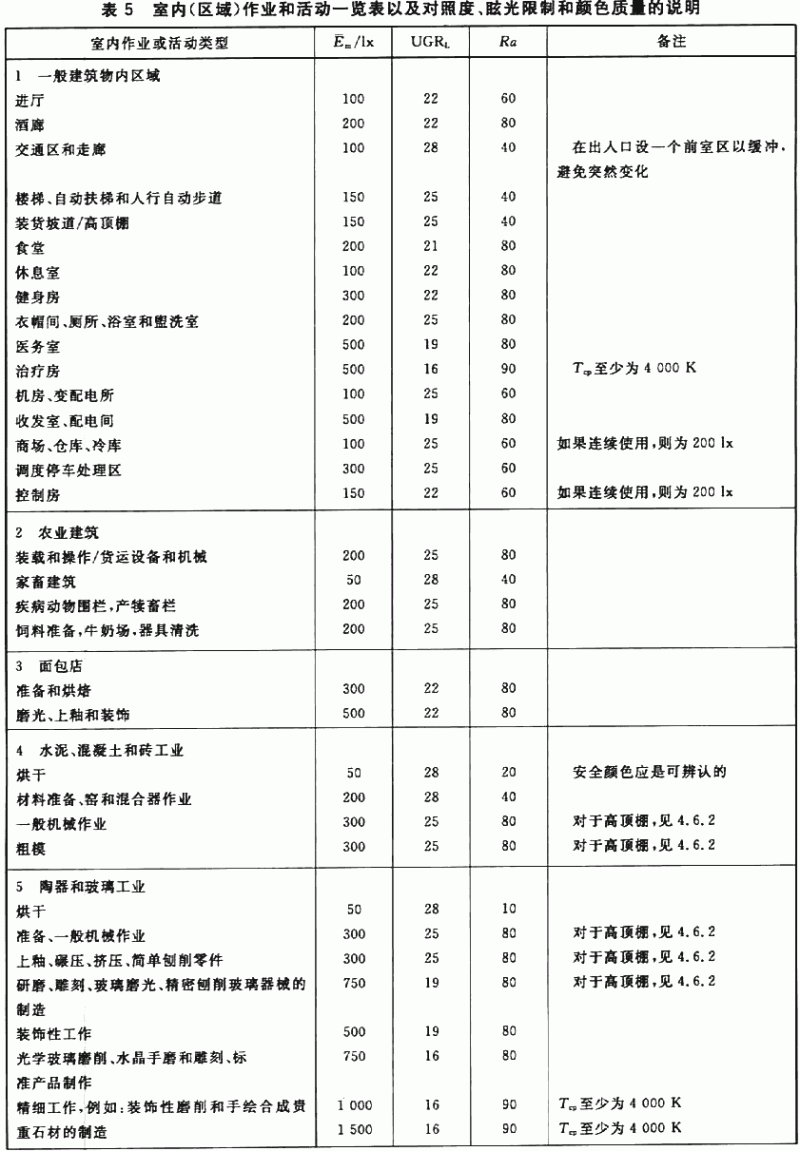 表 5 室内(区域)作业和活动一览表以及对照度、眩光限制和颜色质量的说明
室内作业或活动类型 Ēm/lx UGRL Ra 备注
1 一般建筑物内区域
进厅 100 22 60
酒廊 200 22 80
交通区和走廊 100 28 40 在出入口设一个前室区以缓冲,
避免突然变化
楼梯、自动扶梯和人行自动步道 150 25 40
装货坡道/高顶棚 150 25 40
食堂 200 21 80
休息室 100 22 80
健身房 300 22 80
衣帽间、厕所、浴室和盥洗室 200 25 80
医务室 500 19 80
治疗房 500 16 90 Tcp至少为 4 000 K
机房、变配电所 100 25 60
收发室、配电间 500 19 80
商场、仓库、冷库 100 25 60 如果连续使用,则为 200 lx
调度停车处理区 300 25 60
控制房 150 22 60 如果连续使用,则为 200 lx
2 农业建筑
装载和操作/货运设备和机械 200 25 80
家畜建筑 50 28 40
疾病动物围栏,产犊畜栏 200 25 80
饲料准备,牛奶场,器具清洗 200 25 80
3 面包店
准备和烘焙 300 22 80
磨光、上釉和装饰 500 22 80
4 水泥、混凝土和砖工业
烘干 50 28 20 安全颜色应是可辨认的
材料准备、窑和混合器作业 200 28 40
一般机械作业 300 25 80 对于高顶棚,见 4.6.2
粗模 300 25 80 对于高顶棚,见 4.6.2
5 陶器和玻璃工业
烘干 50 28 10
准备、一般机械作业 300 25 80 对于高顶棚,见 4.6.2
上釉、碾压、挤压、简单刨削零件 300 25 80 对于高顶棚,见 4.6.2
研磨、雕刻、玻璃磨光、精密刨削玻璃器械的 750 19 80 对于高顶棚,见 4.6.2
制造
装饰性工作 500 19 80
光学玻璃磨削、水晶手磨和雕刻、标 750 16 80
准产品制作
精细工作,例如:装饰性磨削和手绘合成贵 1 000 16 90 Tcp至少为 4 000 K
重石材的制造 1 500 16 90 Tcp至少为 4 000 K